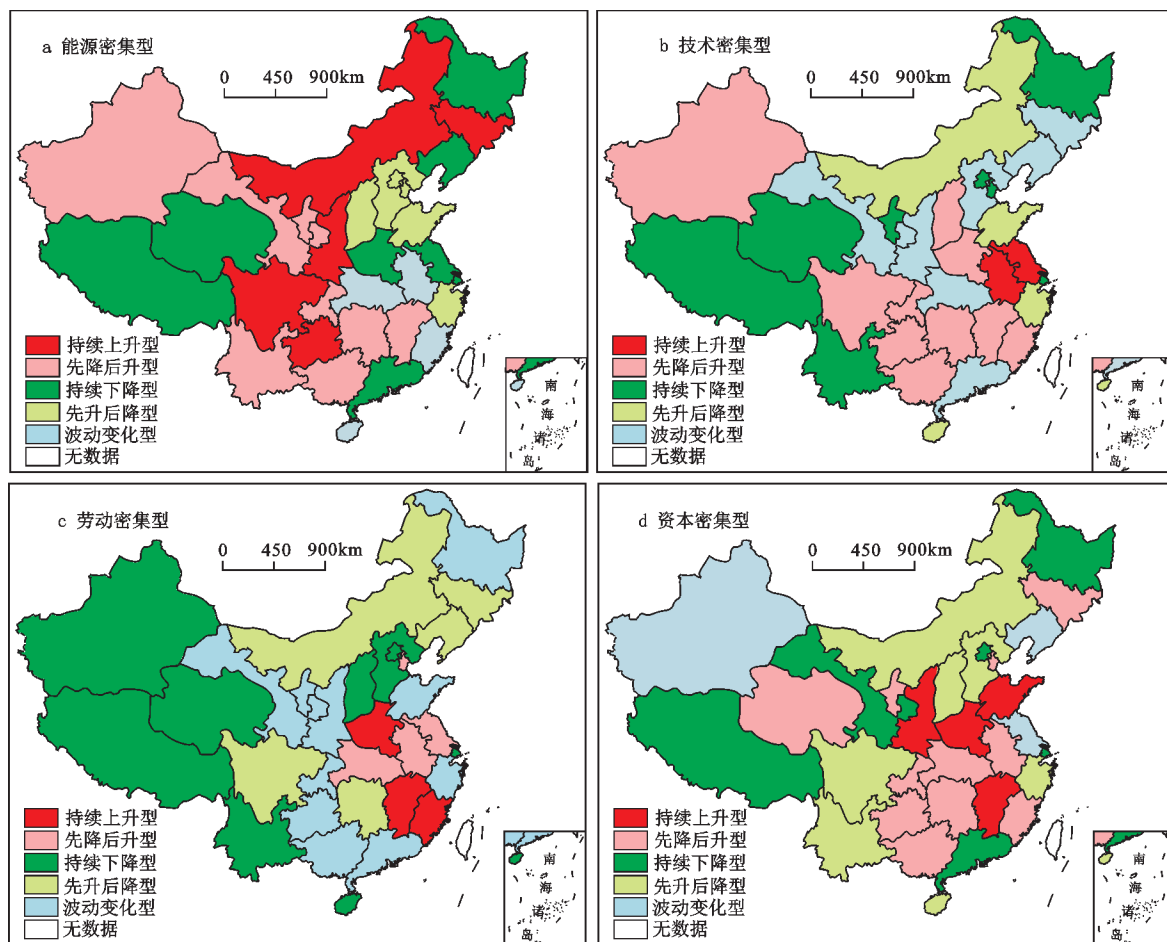 a 能源密集型
0 450 900km
持续上升型
先降后升型
持续下降型
先升后降型
波动变化型
无数据
南
海
诸
岛
b 技术密集型
0 450 900km
持续上升型
先降后升型
持续下降型
先升后降型
波动变化型
无数据
南
海
诸
岛
c 劳动密集型
0 450 900km
持续上升型
先降后升型
持续下降型
先升后降型
波动变化型
无数据
南
海
诸
岛
d 资本密集型
0 450 900km
持续上升型
先降后升型
持续下降型
先升后降型
波动变化型
无数据
南
海
诸
岛